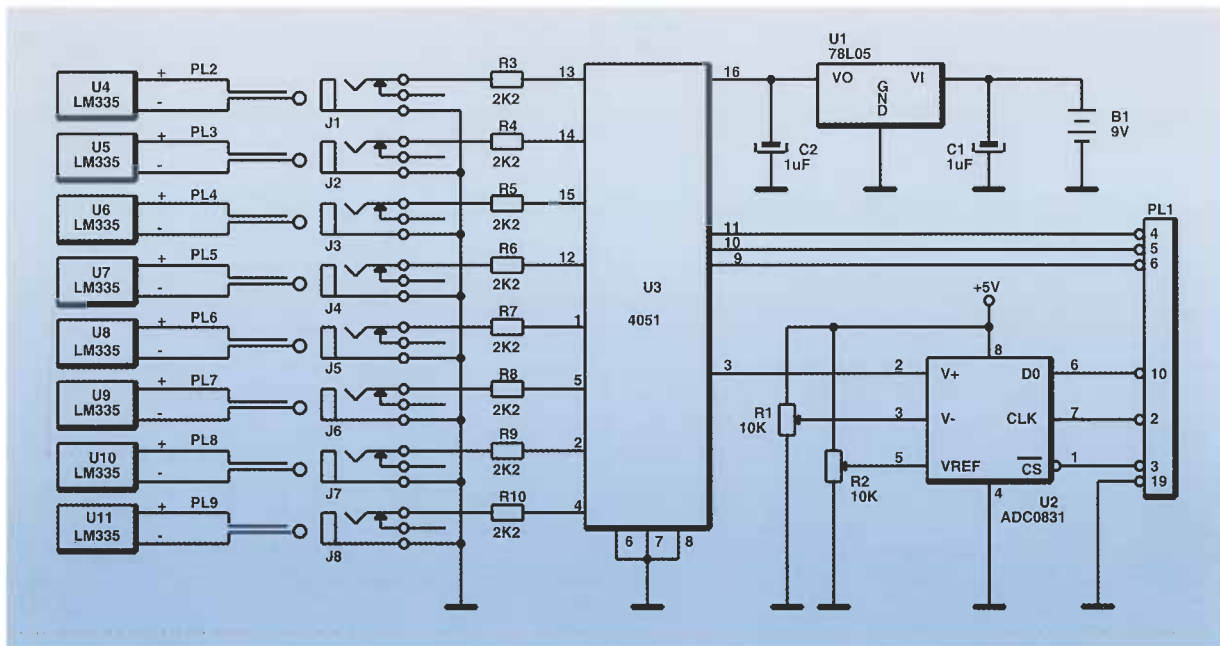 U4
LM335
+
-
PL2
J1
R3
2K2
13
U5
LM335
+
-
PL3
J2
R4
2K2
14
U6
LM335
+
-
PL4
J3
R5
2K2
15
U7
LM335
+
-
PL5
J4
R6
2K2
12
U8
LM335
+
-
PL6
J5
R7
2K2
1
U9
LM335
+
-
PL7
J6
R8
2K2
5
U10
LM335
+
-
PL8
J7
R9
2K2
2
U11
LM335
+
-
PL9
J8
R10
2K2
4
U3
4051
6 7 8
16
11
10
9
3
U1
78L05
VO VI
GND
C2
1uF
C1
1uF
B1
9V
+5V
R1
10K
R2
10K
2
3
5
8
V+ D0
V- CLK
VREF CS
4
6
7
1
U2
ADC0831
PL1
4
5
6
10
2
3
19